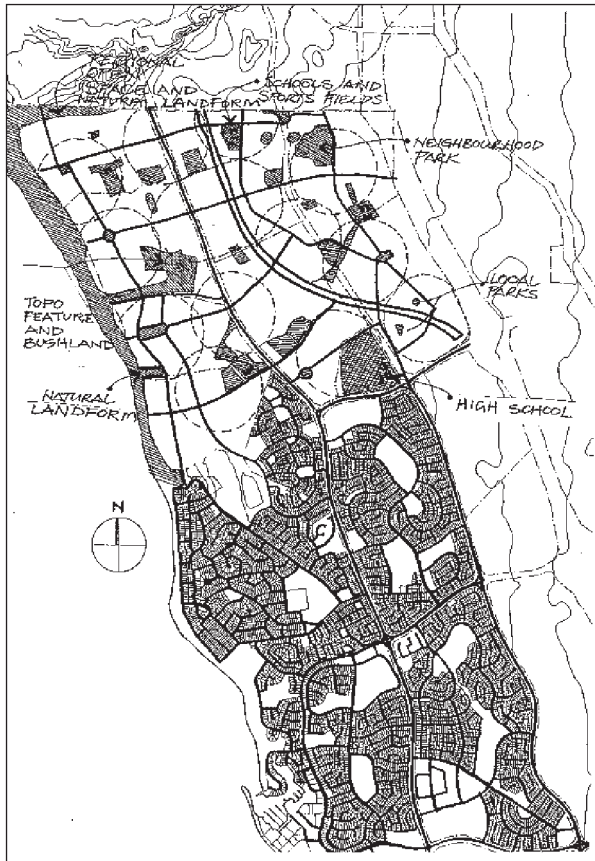 REGIONAL
OPEN
SPACE AND
NATURAL LANDFORM
SCHOOLS AND
SPORTS FIELDS
NEIGHBOURHOOD
PARK
LOCAL
PARKS
TOPO
FEATURE
AND
BUSHLAND
NATURAL
LANDFORM
HIGH SCHOOL
N